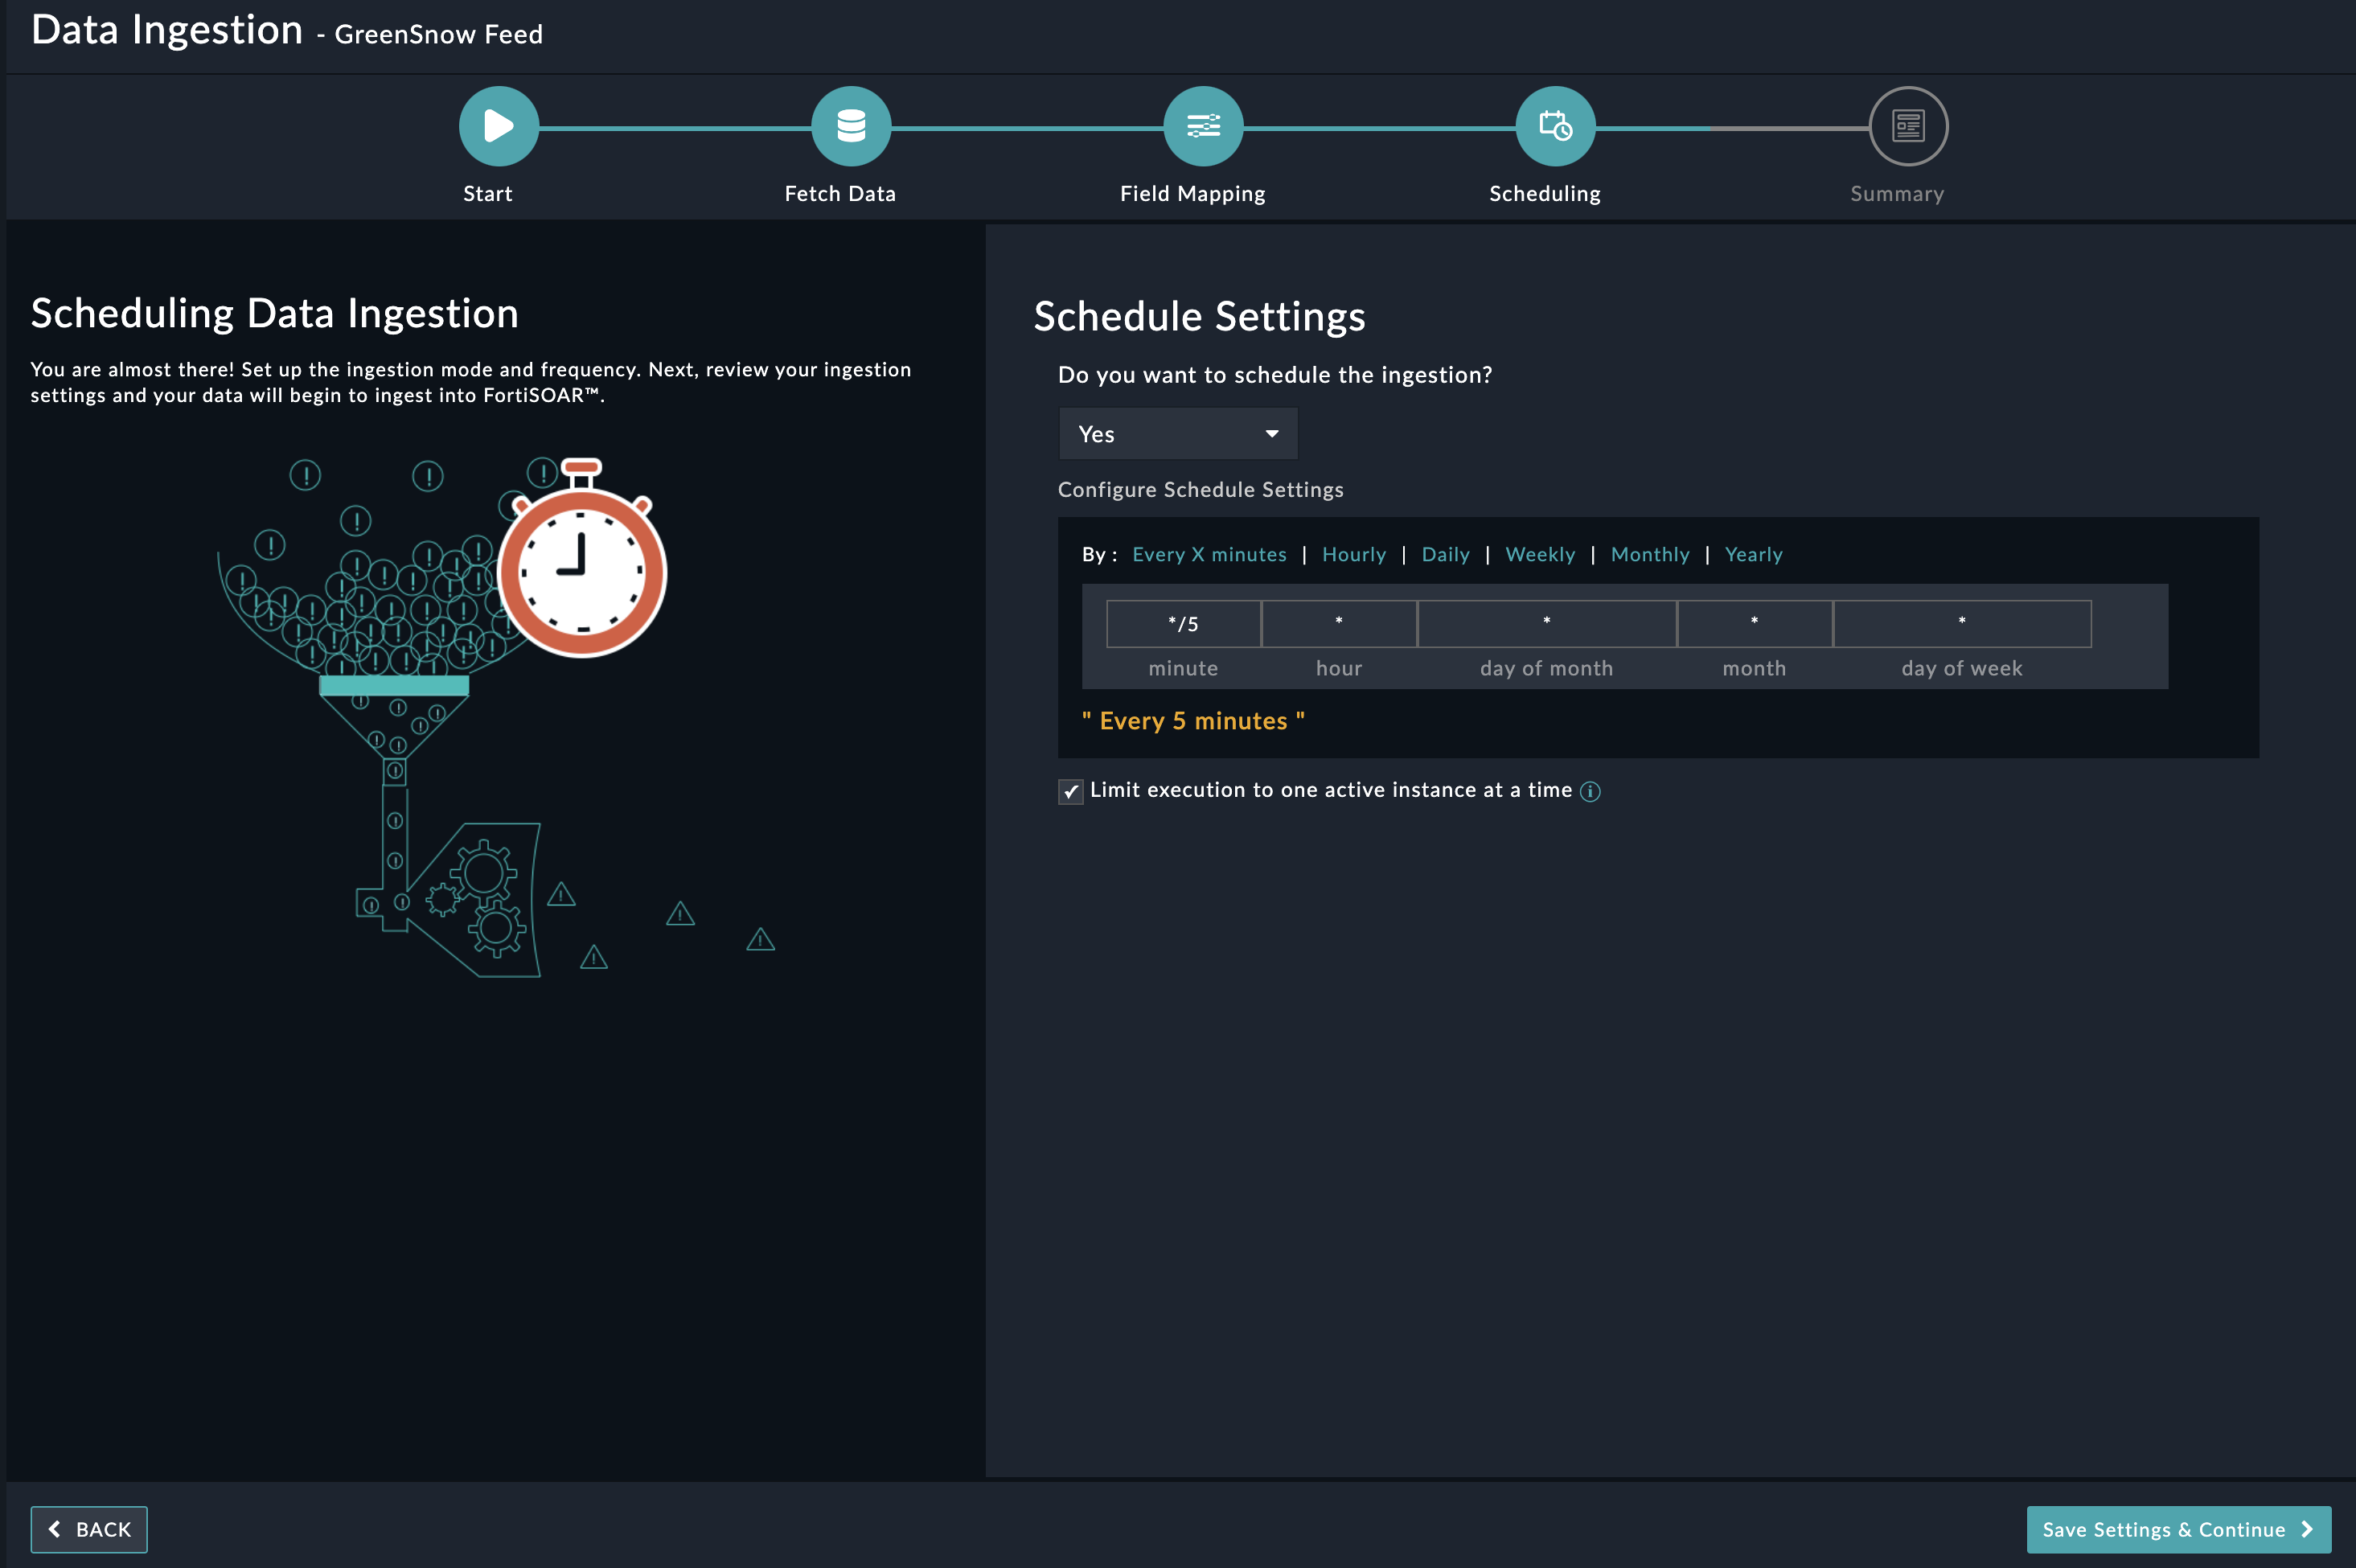 Data Ingestion - GreenSnow Feed
Start
Fetch Data
Field Mapping
Scheduling
Summary
Scheduling Data Ingestion
You are almost there! Set up the ingestion mode and frequency. Next, review your ingestion
settings and your data will begin to ingest into FortiSOAR™.
Schedule Settings
Do you want to schedule the ingestion?
Yes
Configure Schedule Settings
By : Every X minutes | Hourly | Daily | Weekly | Monthly | Yearly
*/5 * * * *
minute hour day of month month day of week
" Every 5 minutes "
Limit execution to one active instance at a time
BACK
Save Settings & Continue